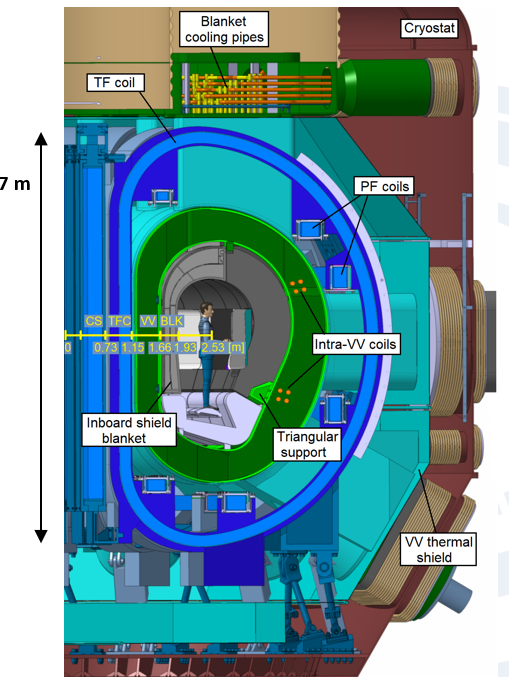 Blanket
cooling pipes
Cryostat
TF coil
7 m
PF coils
CS TFC VV BLK
0 0.73 1.15 1.66 1.93 2.53 [m]
Intra-VV coils
Inboard shield
blanket
Triangular
support
VV thermal
shield